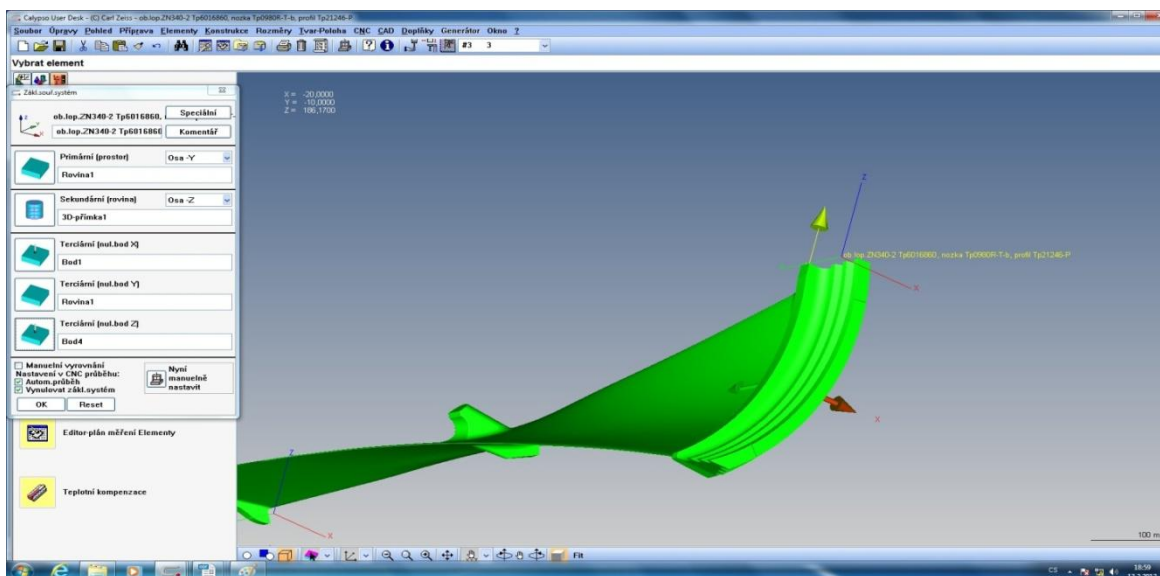 Calypso User Desk - (C) Carl Zeiss - ob.lop.ZN340-2 Tp6016860, nozka Tp0980R-T-b, profil Tp21246-P
Soubor Úpravy Pohled Příprava Elementy Konstrukce Rozměry Tvar-Poloha CNC CAD Doplňky Generátor Okno ?
#3 3
Vybrat element
Zákl.souř.systém
ob.lop.ZN340-2 Tp6016860, Speciální
ob.lop.ZN340-2 Tp6016860 Komentář
Primární (prostor) Osa -Y
Rovina1
Sekundární (rovina) Osa -Z
3D-přímka1
Terciární (nul.bod X)
Bod1
Terciární (nul.bod Y)
Rovina1
Terciární (nul.bod Z)
Bod4
Manuelní vyrovnání
Nastavení v CNC průběhu:
Autom.průběh
Vynulovat zákl.systém
Nyní
manuelně
nastavit
OK Reset
Editor-plán měření Elementy
Teplotní kompenzace
X = -20,0000
Y = -10,0000
Z = 186,1700
Z
ob.lop.ZN340-2 Tp6016860, nozka Tp0980R-T-b, profil Tp21246-P
X
X
Z
X
100 m
Fit
CS 18:59